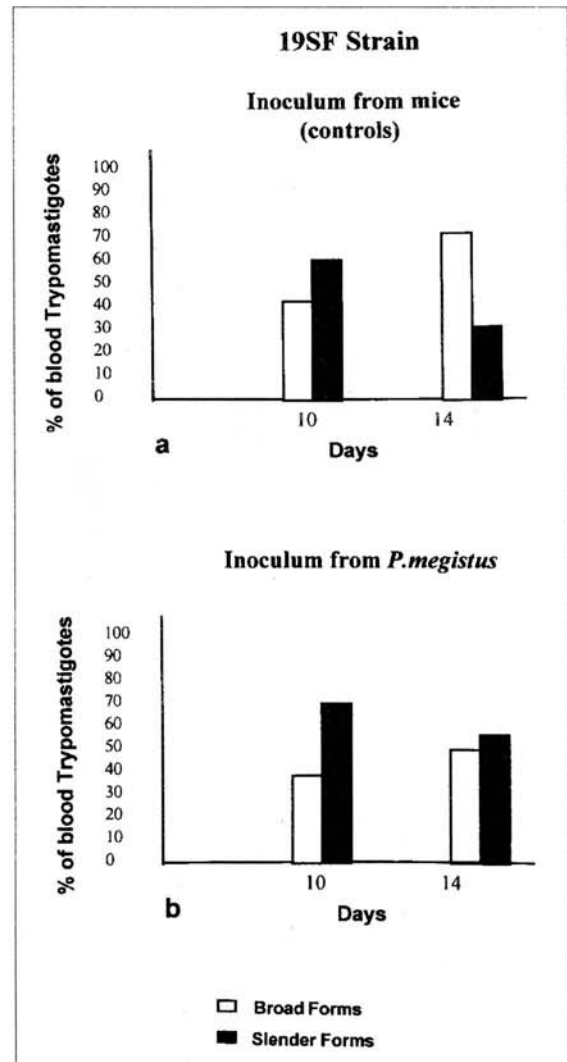 19SF Strain
Inoculum from mice
(controls)
% of blood Trypomastigotes
100
90
80
70
60
50
40
30
20
10
0
10 14
a
Days
Inoculum from P.megistus
% of blood Trypomastigotes
100
90
80
70
60
50
40
30
20
10
0
10 14
b
Days
Broad Forms
Slender Forms